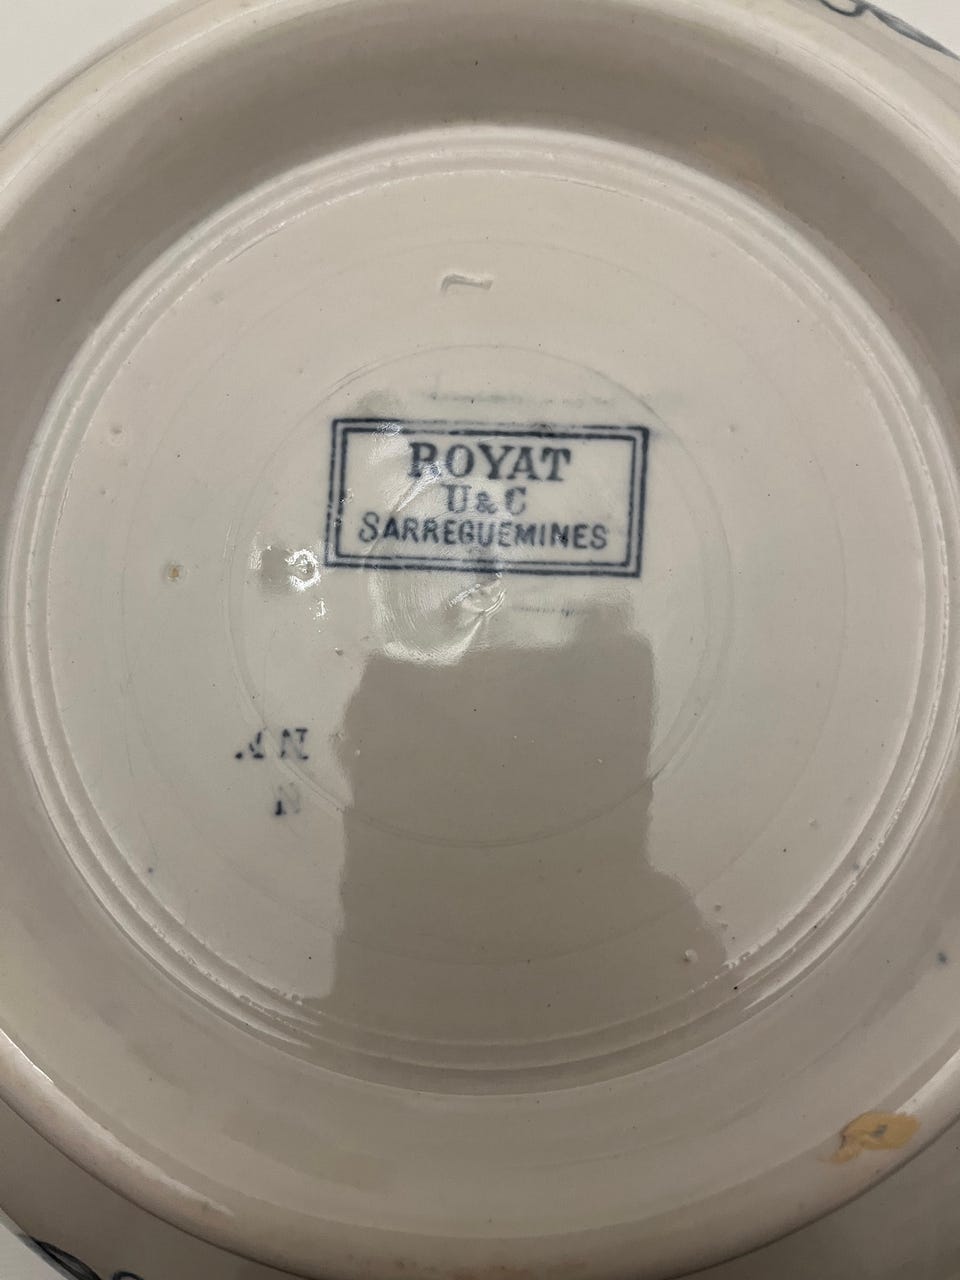 ROYAT
U & C
SARREGUEMINES